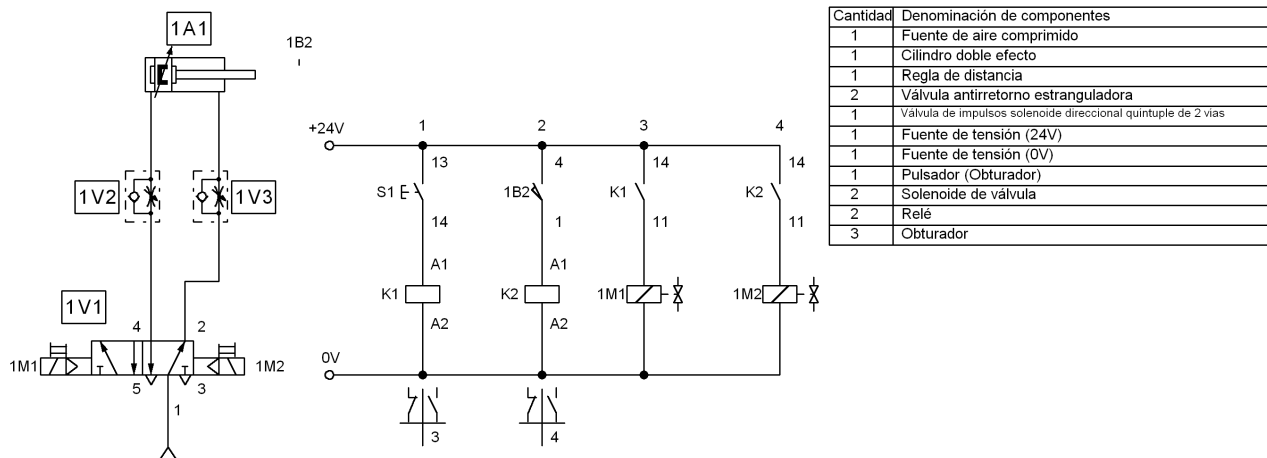 1A1
1B2
1V2
1V3
1V1
4
2
1M1
1M2
5
3
1
+24V
1
2
3
4
13
4
14
14
S1
1B2
K1
K2
14
1
11
11
A1
A1
K1
K2
1M1
1M2
A2
A2
0V
3
4
Cantidad Denominación de componentes
1 Fuente de aire comprimido
1 Cilindro doble efecto
1 Regla de distancia
2 Válvula antirretorno estranguladora
1 Válvula de impulsos solenoide direccional quintuple de 2 vias
1 Fuente de tensión (24V)
1 Fuente de tensión (0V)
1 Pulsador (Obturador)
2 Solenoide de válvula
2 Relé
3 Obturador